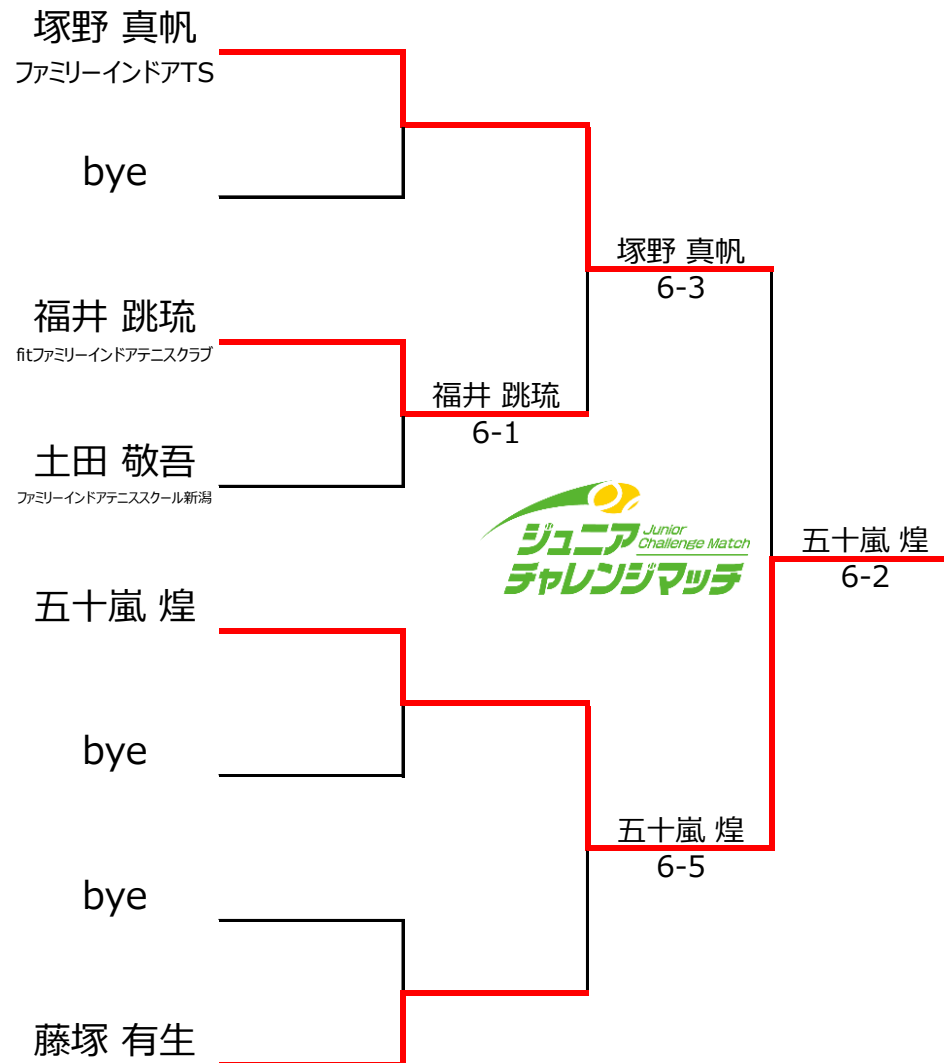 塚野 真帆
ファミリーインドアTS
bye
塚野 真帆
6-3
福井 跳琉
fitファミリーインドアテニスクラブ
福井 跳琉
6-1
土田 敬吾
ファミリーインドアテニススクール新潟
ジュニア
Junior
Challenge Match
チャレンジマッチ
五十嵐 煌
6-2
五十嵐 煌
bye
五十嵐 煌
6-5
bye
藤塚 有生